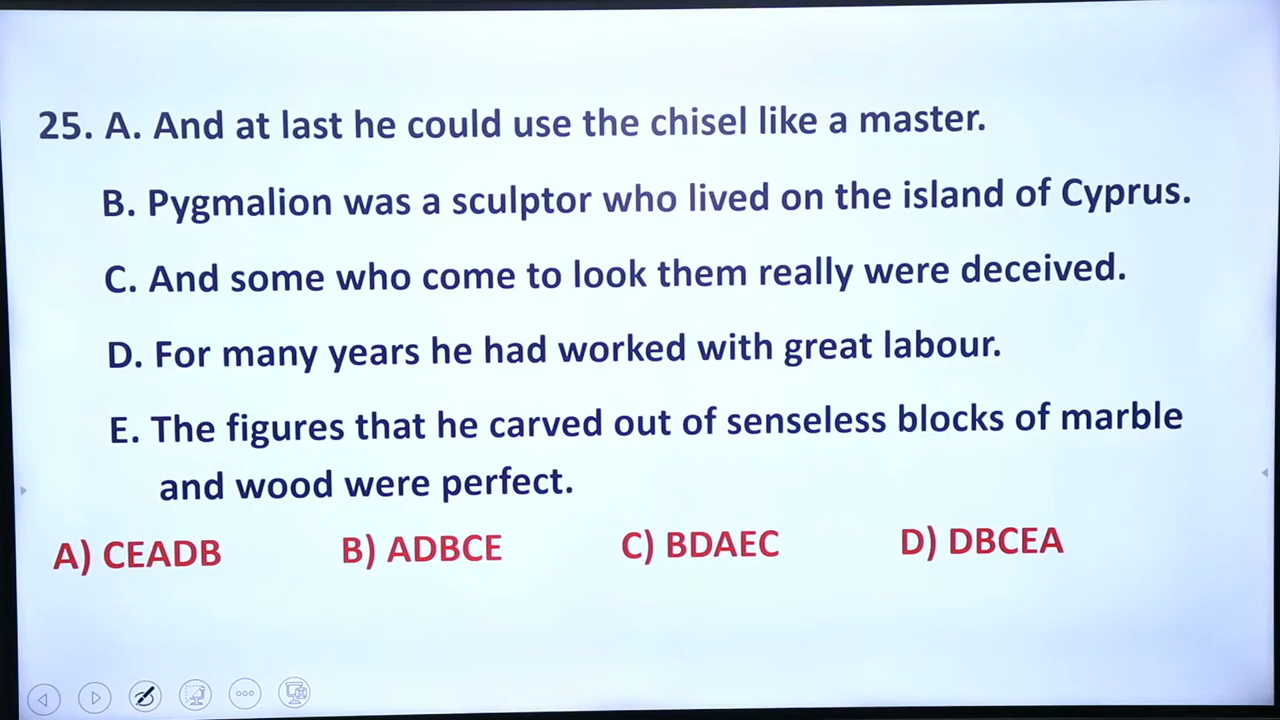 25. A. And at last he could use the chisel like a master.
B. Pygmalion was a sculptor who lived on the island of Cyprus.
C. And some who come to look them really were deceived.
D. For many years he had worked with great labour.
E. The figures that he carved out of senseless blocks of marble
and wood were perfect.
A) CEADB B) ADBCE C) BDAEC D) DBCEA